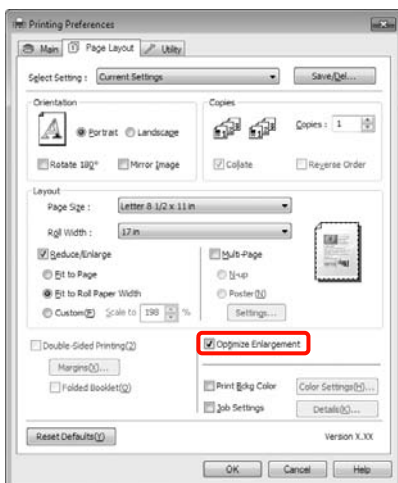 Printing Preferences
Main Page Layout Utility
Select Setting : Current Settings Save/Del...
Orientation Copies
Portrait Landscape Copies : 1
Rotate 180° Mirror Image Collate Reverse Order
Layout
Page Size : Letter 8 1/2 x 11 in
Roll Width : 17 in
Reduce/Enlarge Multi-Page
Fit to Page N-up
Fit to Roll Paper Width Poster(N)
Custom(F) Scale to 198 % Settings...
Double-Sided Printing(2) Optimize Enlargement
Margins(X)...
Folded Booklet(Q) Print Bckg Color Color Settings(H)...
Job Settings Details(K)...
Reset Defaults(Y) Version X.XX
OK Cancel Help